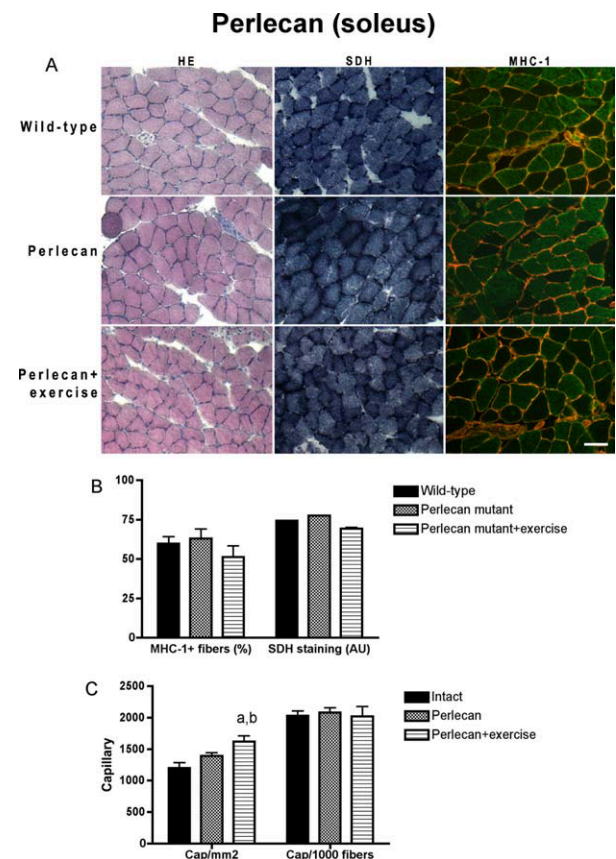 Perlecan (soleus)
A
HE SDH MHC-1
Wild-type
Perlecan
Perlecan+
exercise
B
100
75
50
25
0
MHC-1+ fibers (%) SDH staining (AU)
Wild-type
Perlecan mutant
Perlecan mutant+exercise
C
Capillary
2500
2000
1500
1000
500
0
a,b
Cap/mm2 Cap/1000 fibers
Intact
Perlecan
Perlecan+exercise